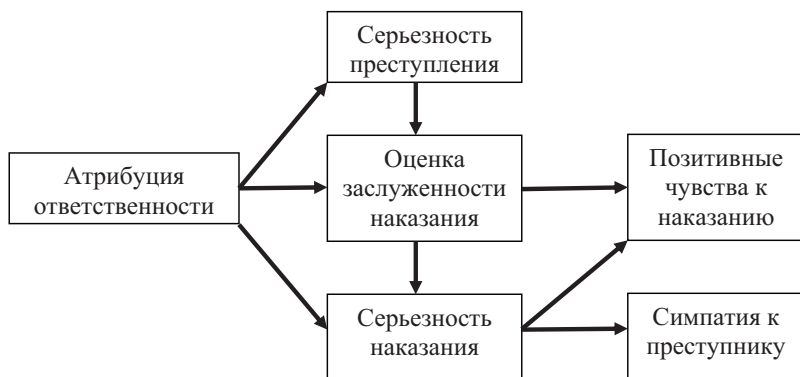 Серьезность
преступления
Атрибуция
ответственности
Оценка
заслуженности
наказания
Позитивные
чувства к
наказанию
Серьезность
наказания
Симпатия к
преступнику